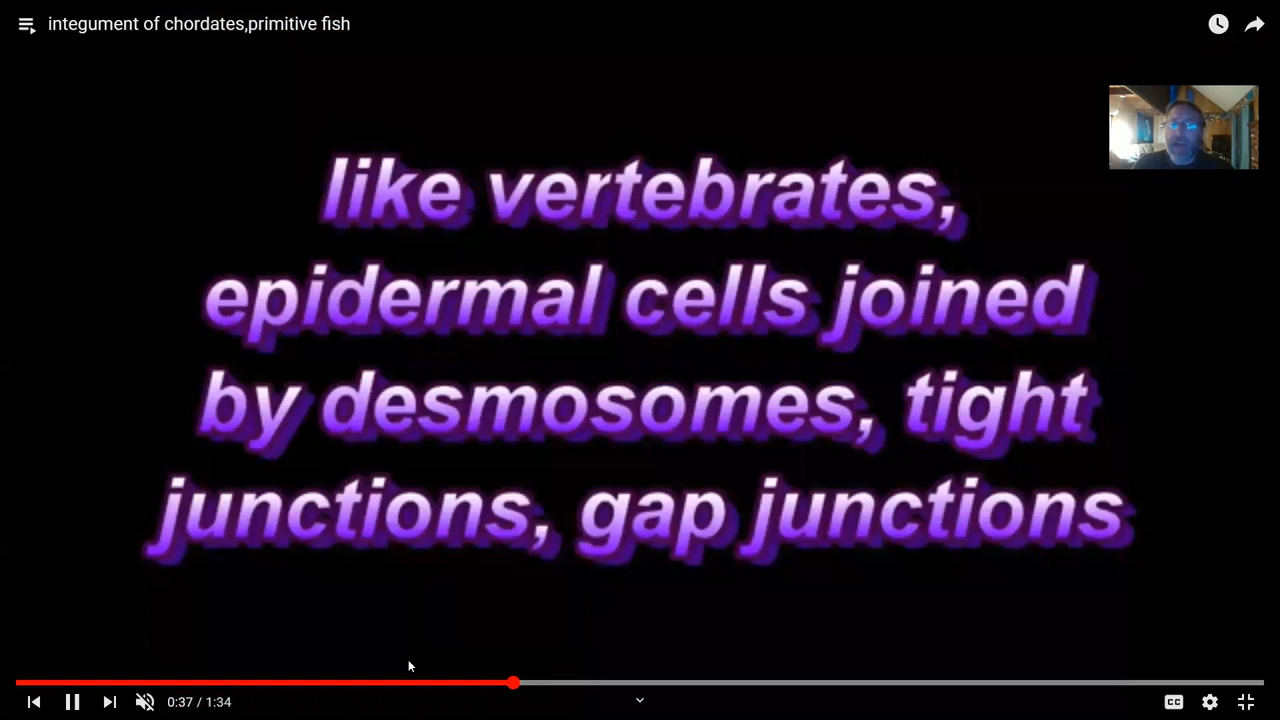 integument of chordates,primitive fish
like vertebrates,
epidermal cells joined
by desmosomes, tight
junctions, gap junctions
0:37 / 1:34
CC